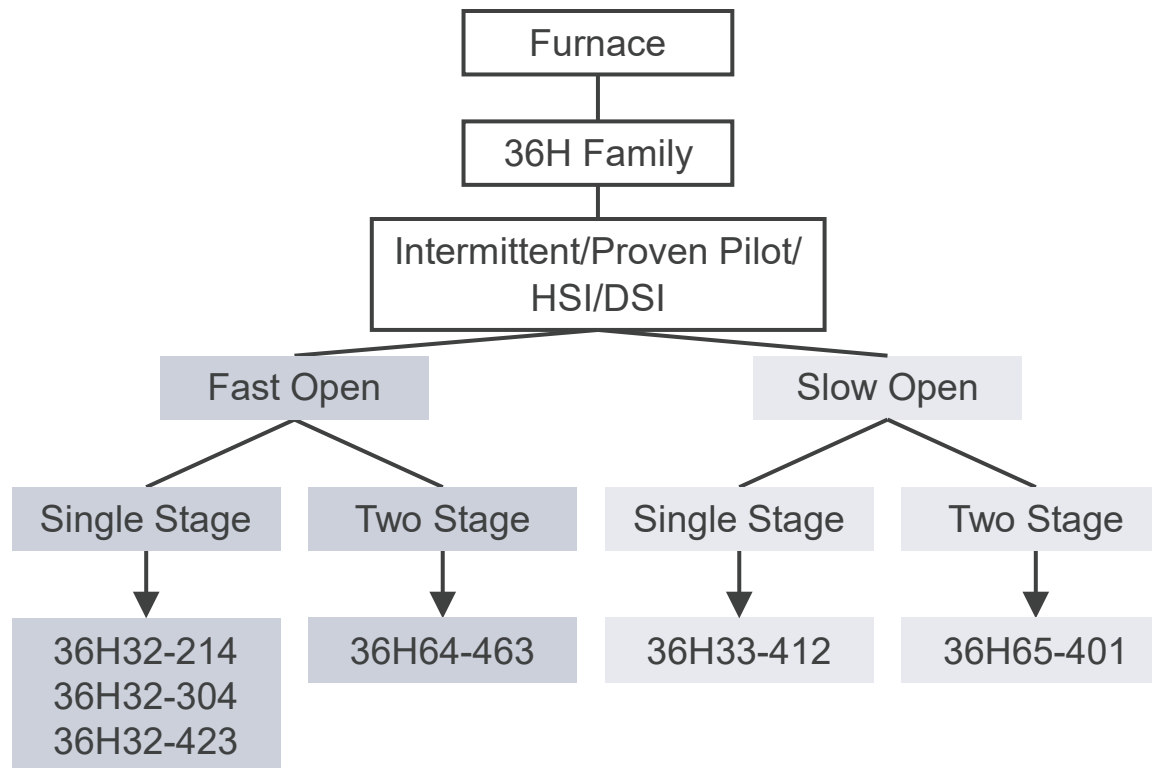 Furnace
36H Family
Intermittent/Proven Pilot/
HSI/DSI
Fast Open
Slow Open
Single Stage
Two Stage
Single Stage
Two Stage
36H32-214
36H32-304
36H32-423
36H64-463
36H33-412
36H65-401